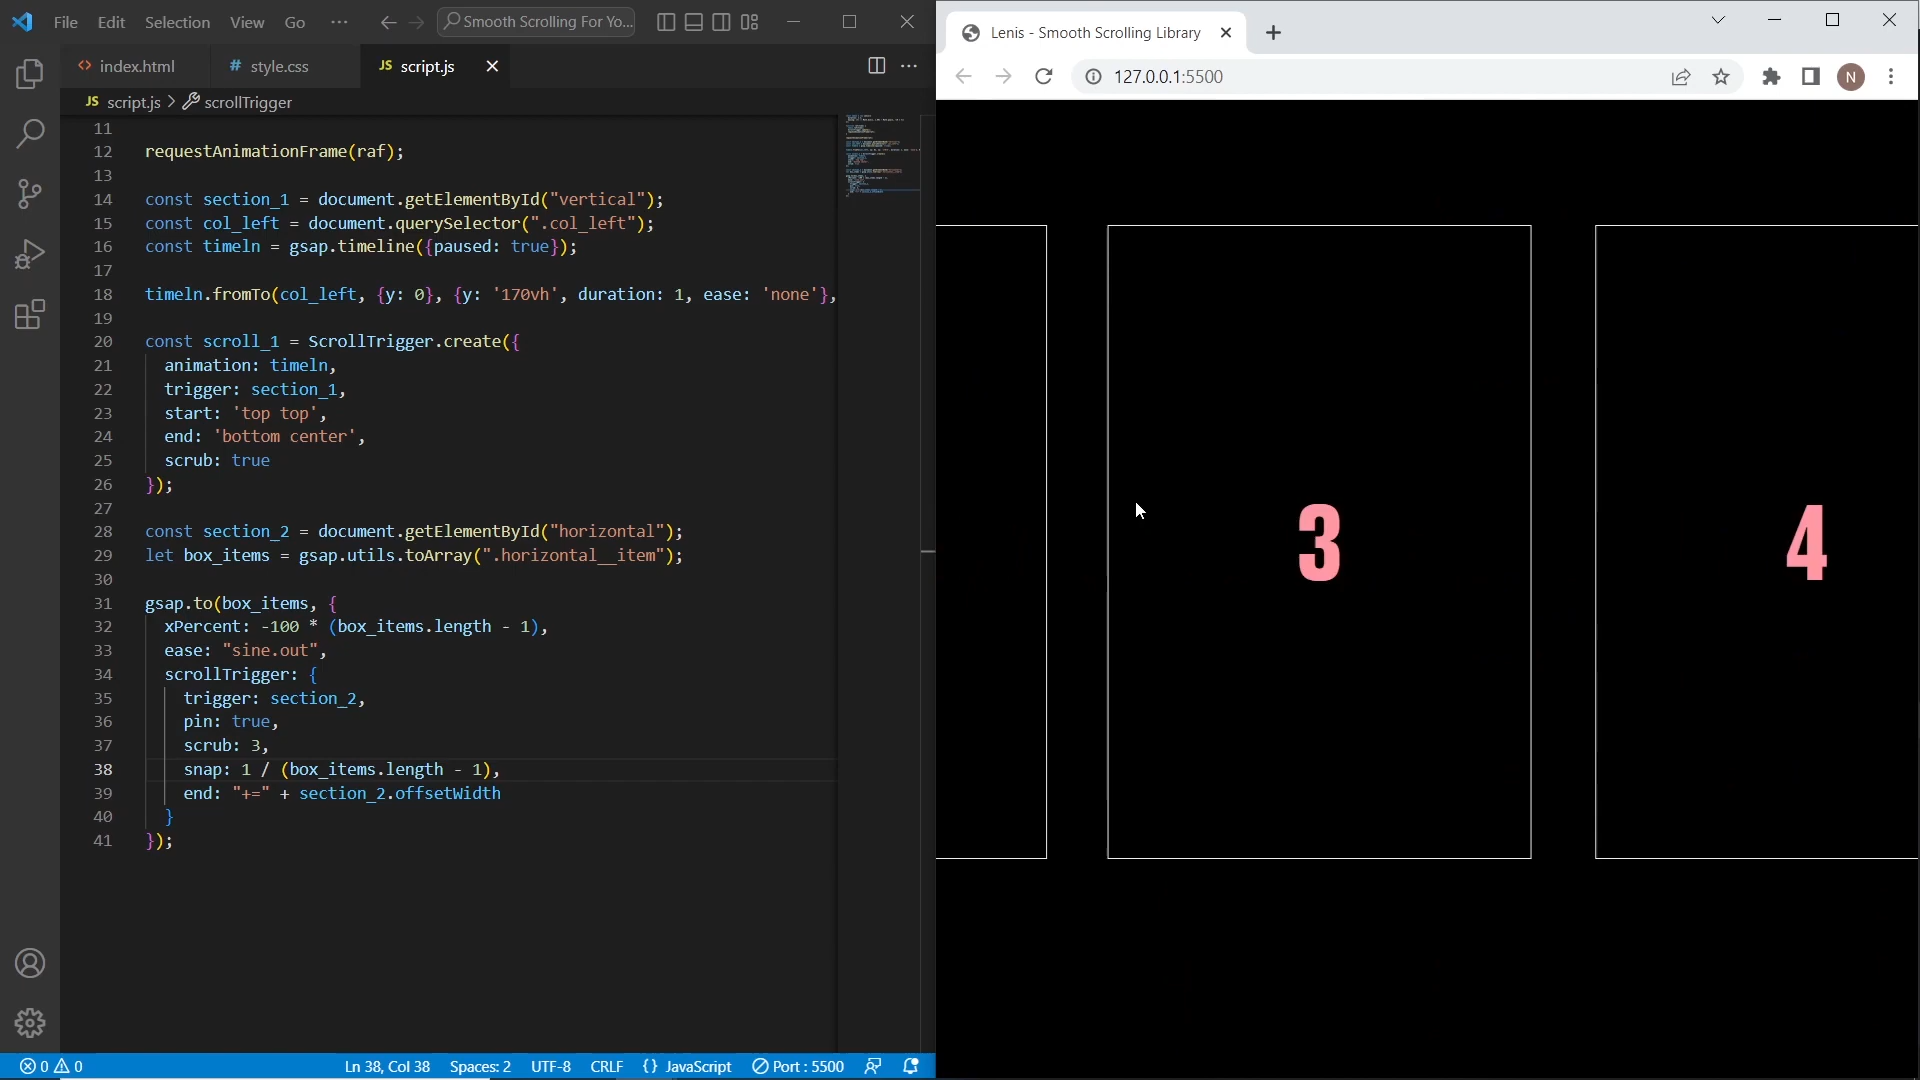 File Edit Selection View Go ··· Smooth Scrolling For Yo...
index.html # style.css JS script.js
JS script.js > scrollTrigger
11
12 requestAnimationFrame(raf);
13
14 const section_1 = document.getElementById("vertical");
15 const col_left = document.querySelector(".col_left");
16 const timeln = gsap.timeline({paused: true});
17
18 timeln.fromTo(col_left, {y: 0}, {y: '170vh', duration: 1, ease: 'none'},
19
20 const scroll_1 = ScrollTrigger.create({
21 animation: timeln,
22 trigger: section_1,
23 start: 'top top',
24 end: 'bottom center',
25 scrub: true
26 });
27
28 const section_2 = document.getElementById("horizontal");
29 let box_items = gsap.utils.toArray(".horizontal__item");
30
31 gsap.to(box_items, {
32 xPercent: -100 * (box_items.length - 1),
33 ease: "sine.out",
34 scrollTrigger: {
35 trigger: section_2,
36 pin: true,
37 scrub: 3,
38 snap: 1 / (box_items.length - 1),
39 end: "+=" + section_2.offsetWidth
40 }
41 });
0 0 Ln 38, Col 38 Spaces: 2 UTF-8 CRLF {} JavaScript Port : 5500
Lenis - Smooth Scrolling Library
127.0.0.1:5500 N
3 4